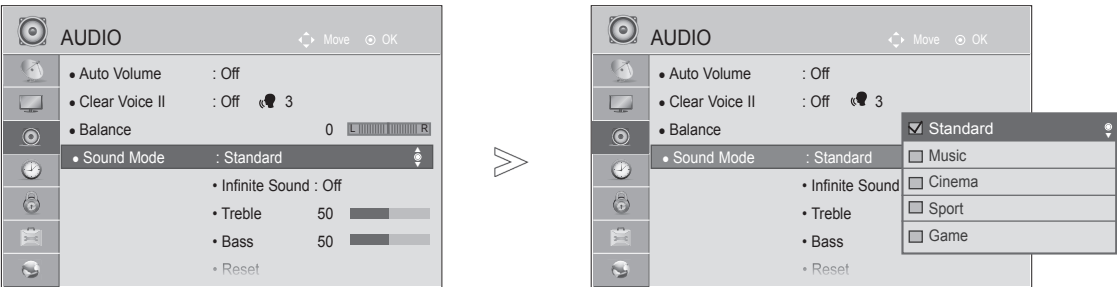 AUDIO
Move OK
• Auto Volume : Off
• Clear Voice II : Off 3
• Balance 0 L R
• Sound Mode : Standard
• Infinite Sound : Off
• Treble 50
• Bass 50
• Reset
AUDIO
Move OK
• Auto Volume : Off
• Clear Voice II : Off 3
• Balance
• Sound Mode : Standard
• Infinite Sound
• Treble
• Bass
• Reset
Standard
Music
Cinema
Sport
Game